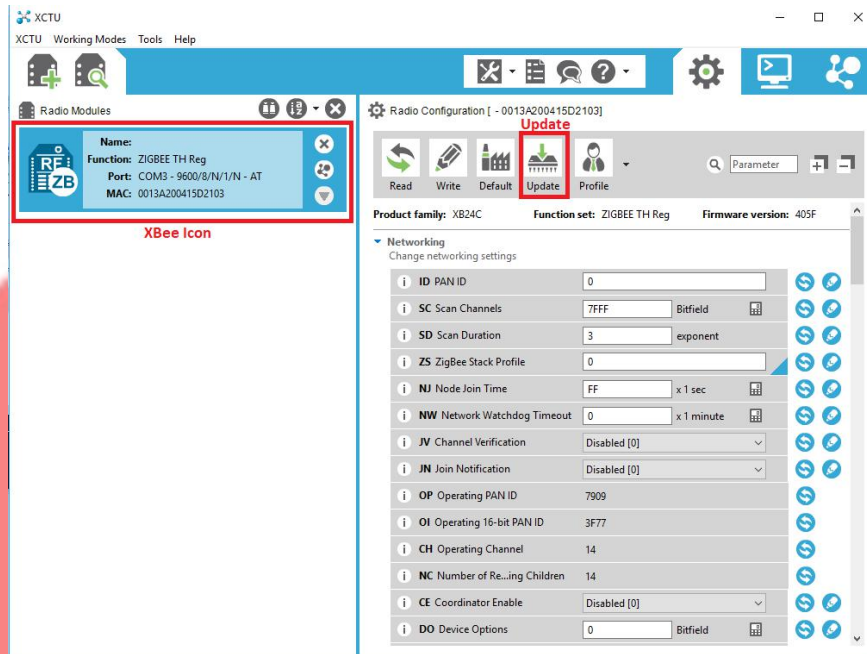 XCTU
XCTU Working Modes Tools Help
Radio Modules
Radio Configuration [ - 0013A200415D2103]
Update
Name:
Function: ZIGBEE TH Reg
Port: COM3 - 9600/8/N/1/N - AT
MAC: 0013A200415D2103
RF
ZB
XBee Icon
Read Write Default Update Profile
Parameter
Product family: XB24C Function set: ZIGBEE TH Reg Firmware version: 405F
Networking
Change networking settings
i ID PAN ID 0
i SC Scan Channels 7FFF Bitfield
i SD Scan Duration 3 exponent
i ZS ZigBee Stack Profile 0
i NJ Node Join Time FF x 1 sec
i NW Network Watchdog Timeout 0 x 1 minute
i JV Channel Verification Disabled [0]
i JN Join Notification Disabled [0]
i OP Operating PAN ID 7909
i OI Operating 16-bit PAN ID 3F77
i CH Operating Channel 14
i NC Number of Re...ing Children 14
i CE Coordinator Enable Disabled [0]
i DO Device Options 0 Bitfield